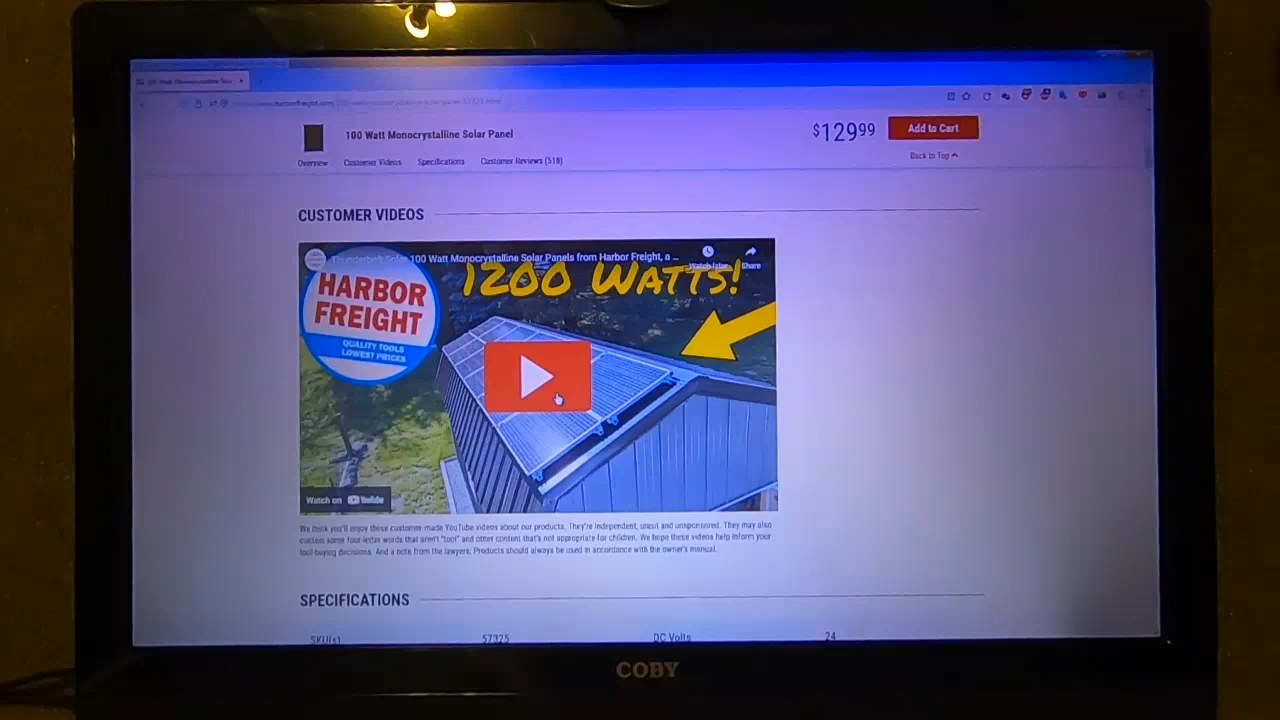 100 Watt Monocrystalline Solar Panel
$129.99
Add to Cart
Overview
Customer Videos
Specifications
Customer Reviews (518)
Back to Top
CUSTOMER VIDEOS
Thunderbolt Solar 100 Watt Monocrystalline Solar Panels from Harbor Freight, a ...
Watch later
Share
1200 WATTS!
HARBOR
FREIGHT
QUALITY TOOLS
LOWEST PRICES
Watch on YouTube
We think you'll enjoy these customer-made YouTube videos about our products. They're independent, uncut and unsponsored. They may also
contain some four-letter words that aren't "tool" and other content that's not appropriate for children. We hope these videos help inform your
tool-buying decisions. And a note from the lawyers: Products should always be used in accordance with the owner's manual.
SPECIFICATIONS
SKU(s)
57325
DC Volts
24
COBY